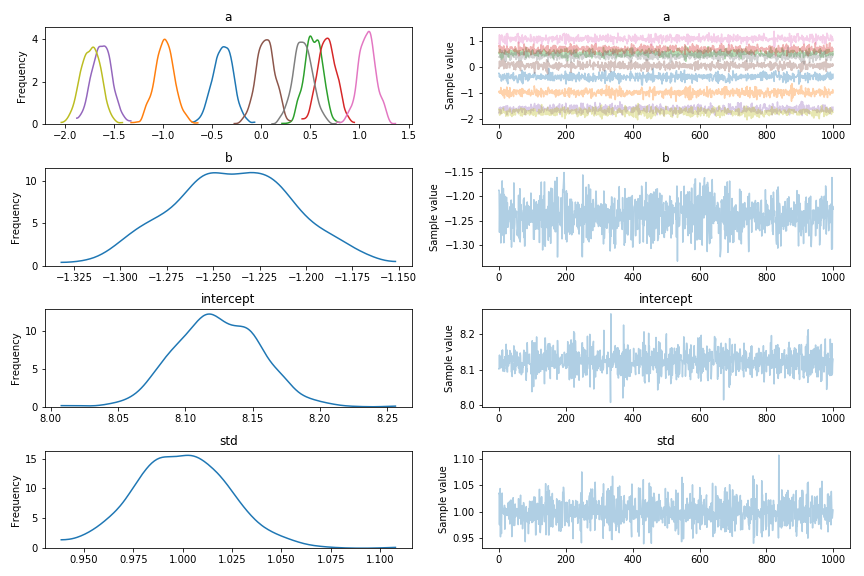 a
Frequency
4
2
0
−2.0 −1.5 −1.0 −0.5 0.0 0.5 1.0 1.5
a
Sample value
1
0
−1
−2
0 200 400 600 800 1000
b
Frequency
10
5
0
−1.325 −1.300 −1.275 −1.250 −1.225 −1.200 −1.175 −1.150
b
Sample value
−1.15
−1.20
−1.25
−1.30
0 200 400 600 800 1000
intercept
Frequency
10
5
0
8.00 8.05 8.10 8.15 8.20 8.25
intercept
Sample value
8.2
8.1
8.0
0 200 400 600 800 1000
std
Frequency
15
10
5
0
0.950 0.975 1.000 1.025 1.050 1.075 1.100
std
Sample value
1.10
1.05
1.00
0.95
0 200 400 600 800 1000